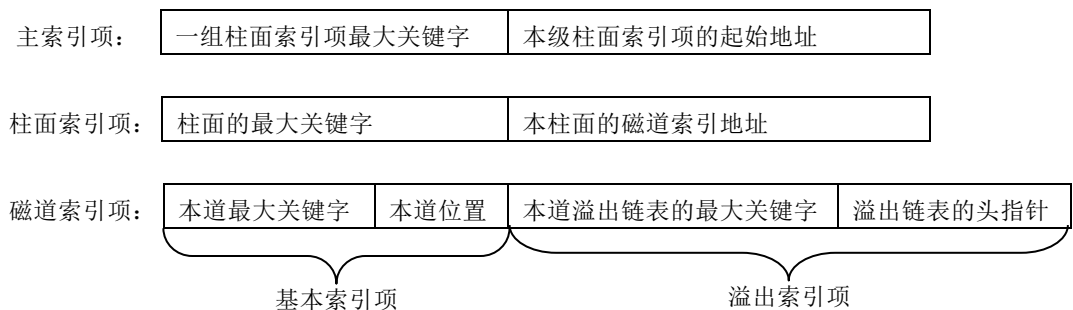 主索引项： 一组柱面索引项最大关键字 本级柱面索引项的起始地址
柱面索引项： 柱面的最大关键字 本柱面的磁道索引地址
磁道索引项： 本道最大关键字 本道位置 本道溢出链表的最大关键字 溢出链表的头指针
基本索引项 溢出索引项